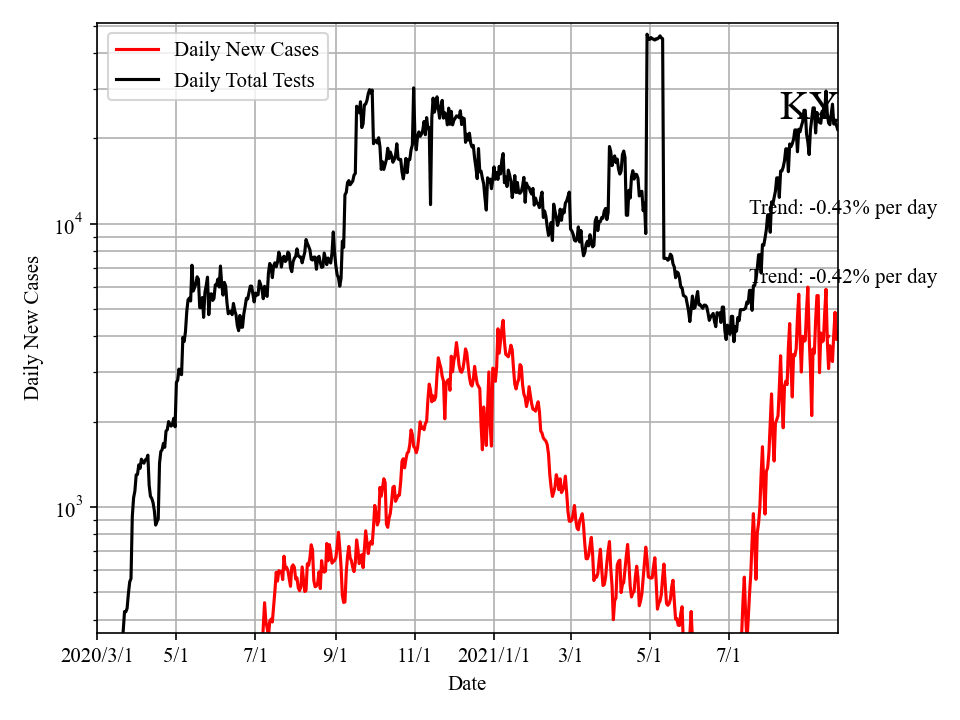 Daily New Cases
Daily Total Tests
KY
Trend: -0.43% per day
Trend: -0.42% per day
10^4
10^3
Daily New Cases
2020/3/1 5/1 7/1 9/1 11/1 2021/1/1 3/1 5/1 7/1
Date